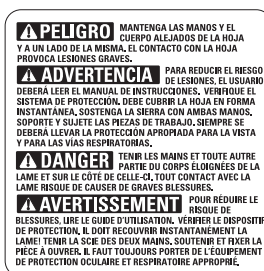 PELIGRO MANTENGA LAS MANOS Y EL
CUERPO ALEJADOS DE LA HOJA
Y A UN LADO DE LA MISMA. EL CONTACTO CON LA HOJA
PROVOCA LESIONES GRAVES.
ADVERTENCIA PARA REDUCIR EL RIESGO
DE LESIONES, EL USUARIO
DEBERÁ LEER EL MANUAL DE INSTRUCCIONES. VERIFIQUE EL
SISTEMA DE PROTECCIÓN. DEBE CUBRIR LA HOJA EN FORMA
INSTANTÁNEA. SOSTENGA LA SIERRA CON AMBAS MANOS.
SOPORTE Y SUJETE LAS PIEZAS DE TRABAJO. SIEMPRE SE
DEBERÁ LLEVAR LA PROTECCIÓN APROPIADA PARA LA VISTA
Y PARA LAS VÍAS RESPIRATORIAS.
DANGER TENIR LES MAINS ET TOUTE AUTRE
PARTIE DU CORPS ÉLOIGNÉES DE LA
LAME ET SUR LE CÔTÉ DE CELLE-CI, TOUT CONTACT AVEC LA
LAME RISQUE DE CAUSER DE GRAVES BLESSURES.
AVERTISSEMENT POUR RÉDUIRE LE
RISQUE DE
BLESSURES, LIRE LE GUIDE D'UTILISATION. VÉRIFIER LE DISPOSITIF
DE PROTECTION, IL DOIT RECOUVRIR INSTANTANÉMENT LA
LAME! TENIR LA SCIE DES DEUX MAINS. SOUTENIR ET FIXER LA
PIÈCE À OUVRER. IL FAUT TOUJOURS PORTER DE L'ÉQUIPEMENT
DE PROTECTION OCULAIRE ET RESPIRATOIRE APPROPRIÉ.